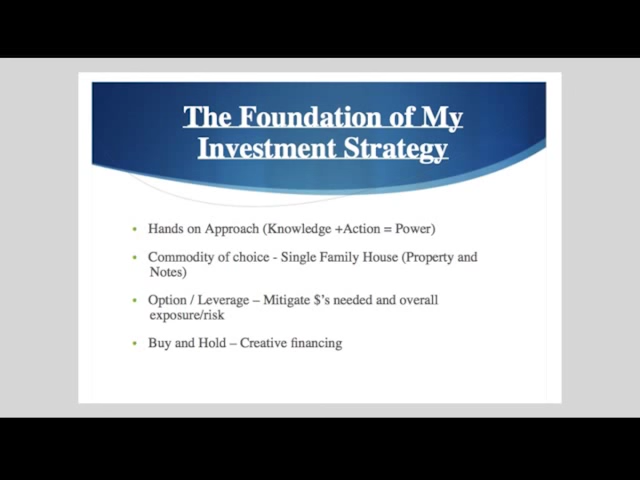 The Foundation of My
Investment Strategy
• Hands on Approach (Knowledge +Action = Power)
• Commodity of choice - Single Family House (Property and
Notes)
• Option / Leverage – Mitigate $’s needed and overall
exposure/risk
• Buy and Hold – Creative financing